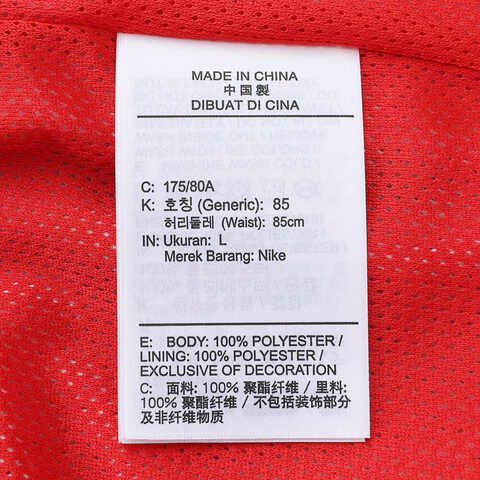 MADE IN CHINA
中国製
DIBUAT DI CINA
C: 175/80A
K: 호칭 (Generic): 85
허리둘레 (Waist): 85cm
IN: Ukuran: L
Merek Barang: Nike
E: BODY: 100% POLYESTER /
LINING: 100% POLYESTER /
EXCLUSIVE OF DECORATION
C: 面料: 100% 聚酯纤维 / 里料:
100% 聚酯纤维 / 不包括装饰部分
及非纤维物质